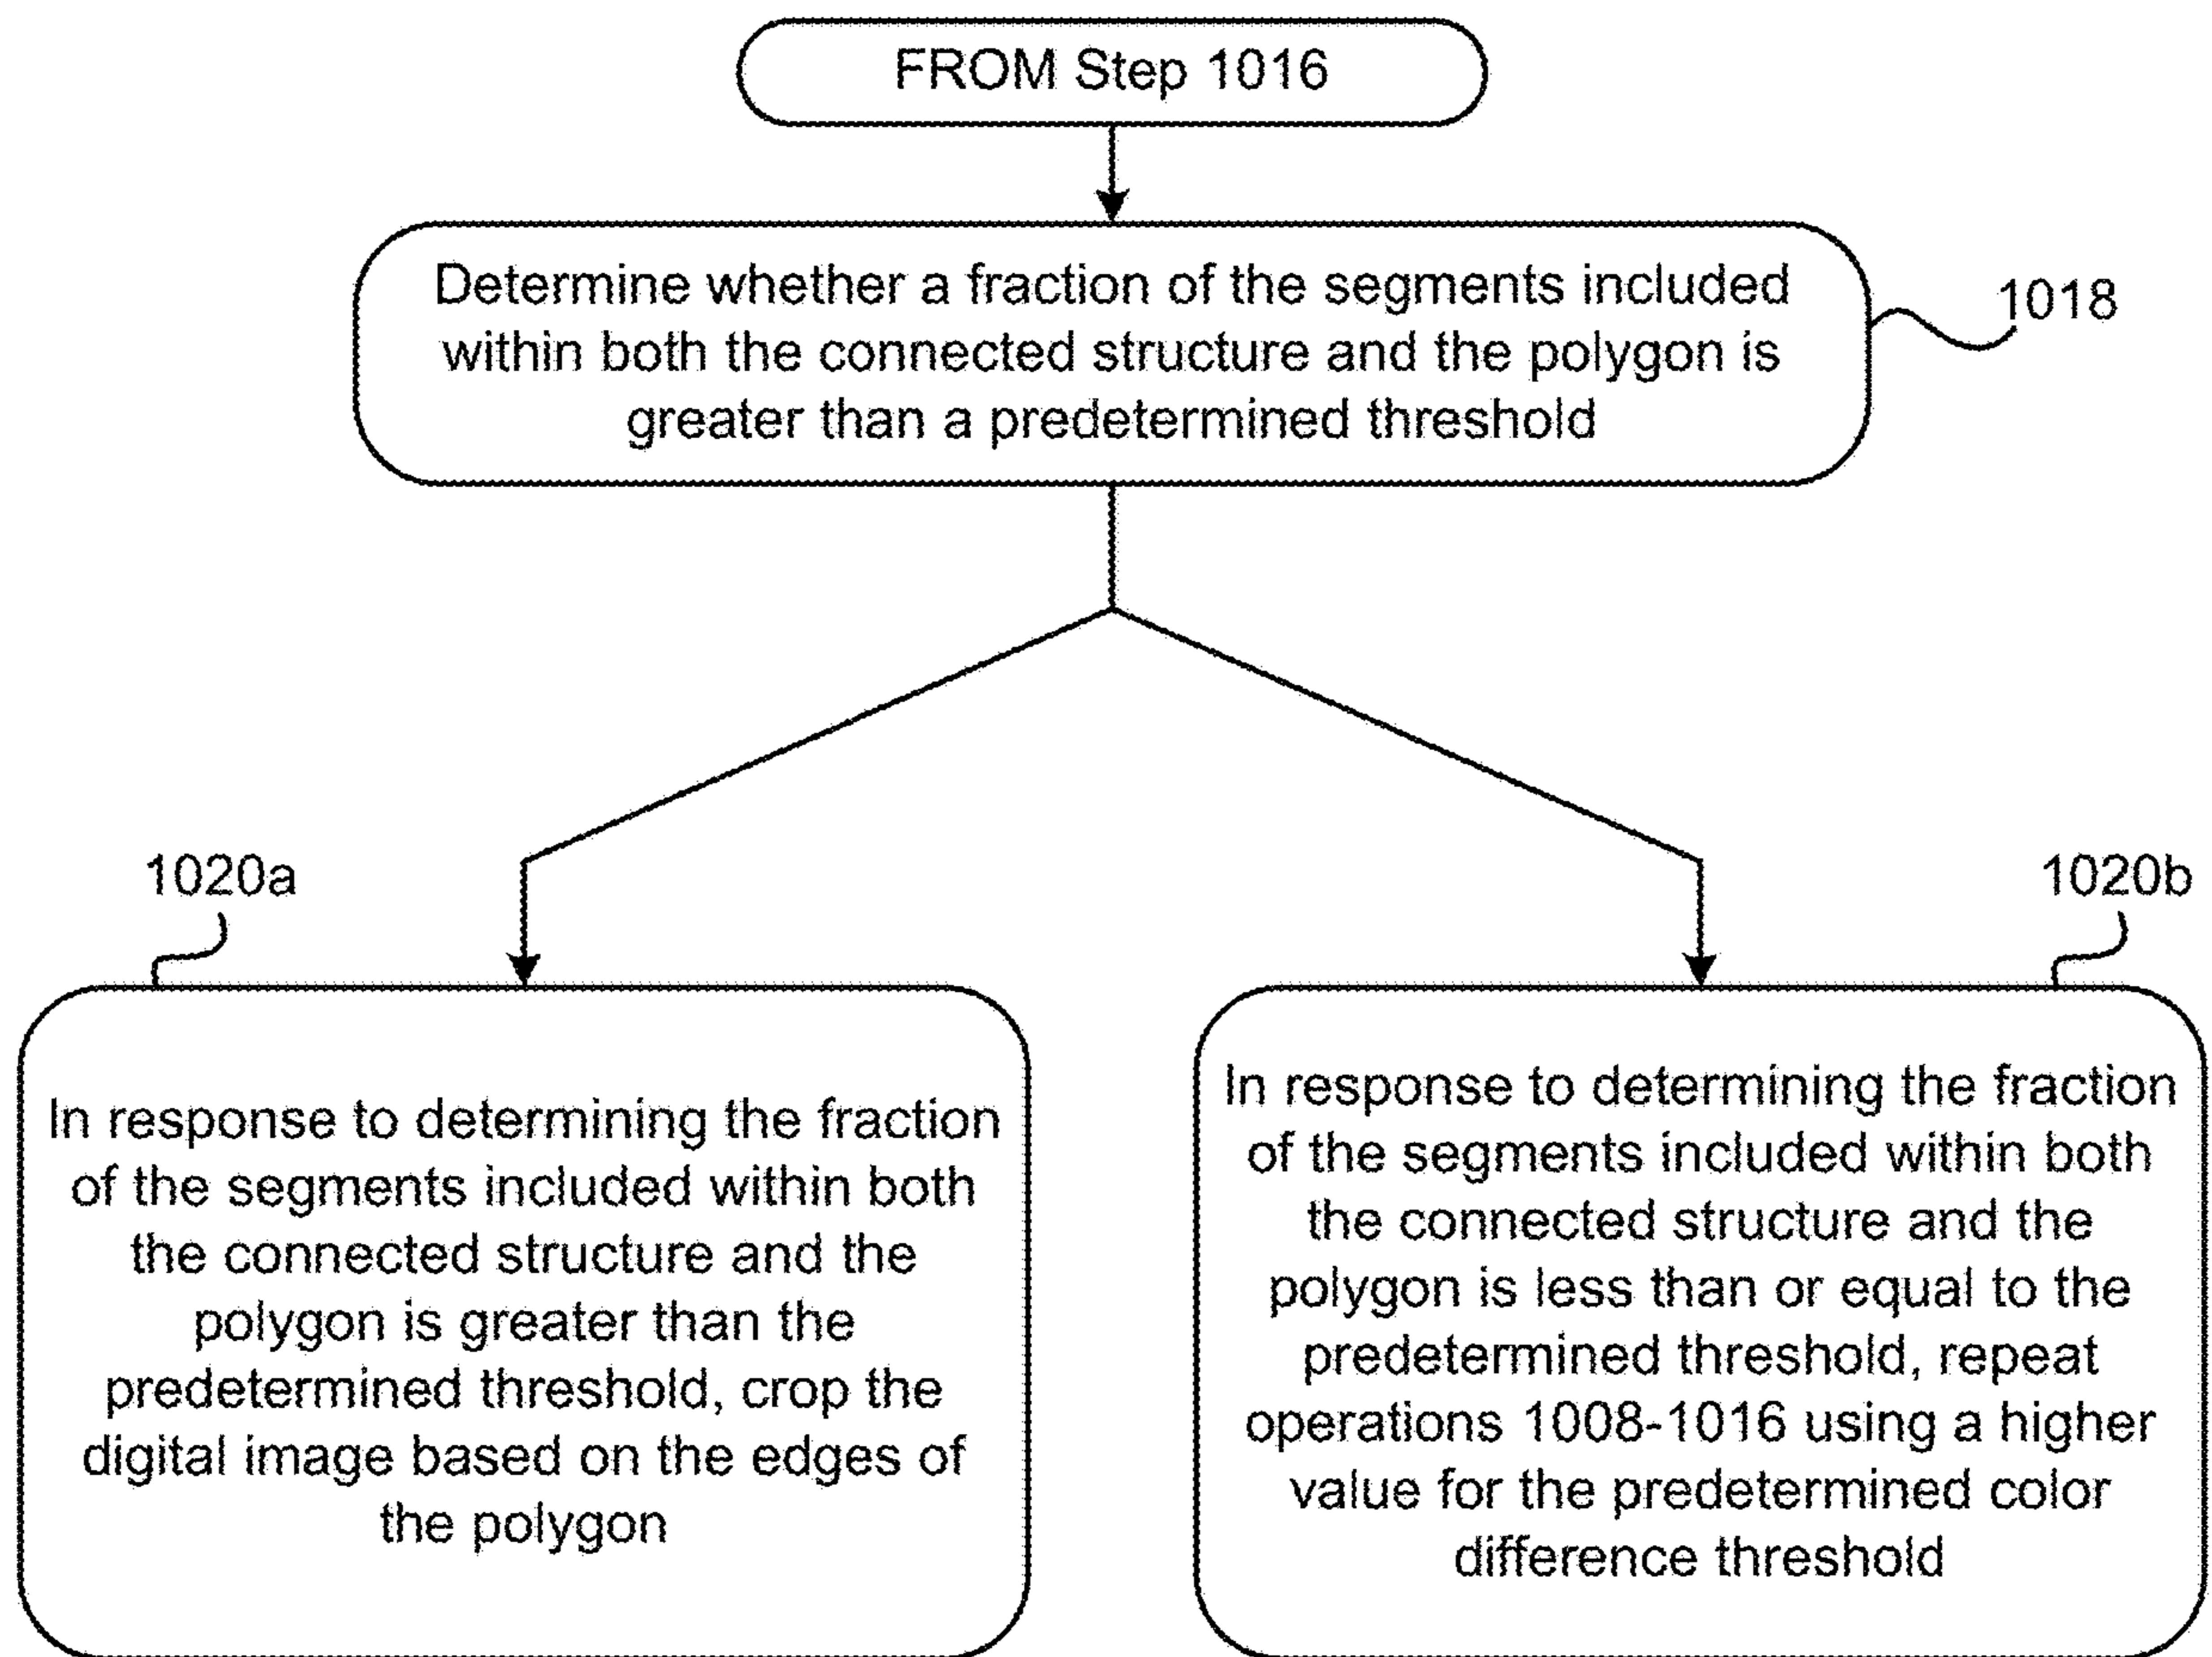 FROM Step 1016
Determine whether a fraction of the segments included
within both the connected structure and the polygon is
greater than a predetermined threshold
1018
1020a
1020b
In response to determining the fraction
of the segments included within both
the connected structure and the
polygon is greater than the
predetermined threshold, crop the
digital image based on the edges of
the polygon
In response to determining the fraction
of the segments included within both
the connected structure and the
polygon is less than or equal to the
predetermined threshold, repeat
operations 1008-1016 using a higher
value for the predetermined color
difference threshold